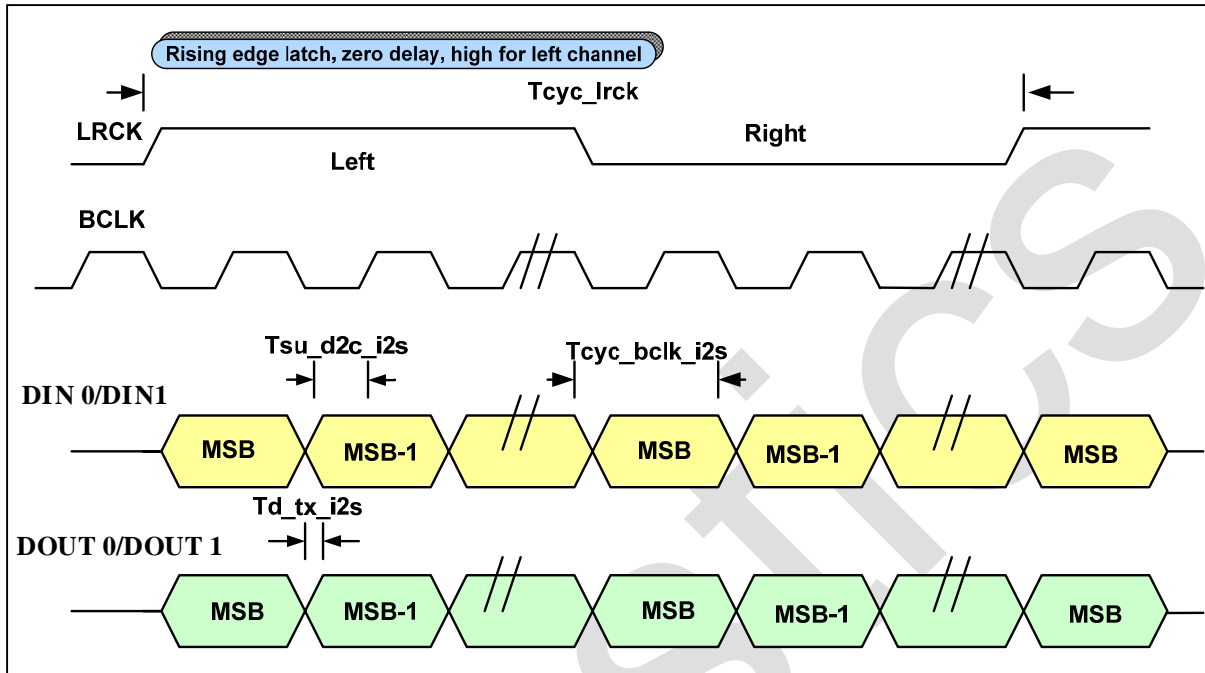 Rising edge latch, zero delay, high for left channel
Tcyc_lrck
LRCK
Left
Right
BCLK
Tsu_d2c_i2s
Tcyc_bclk_i2s
DIN 0/DIN1
MSB
MSB-1
MSB
MSB-1
MSB
Td_tx_i2s
DOUT 0/DOUT 1
MSB
MSB-1
MSB
MSB-1
MSB
stics